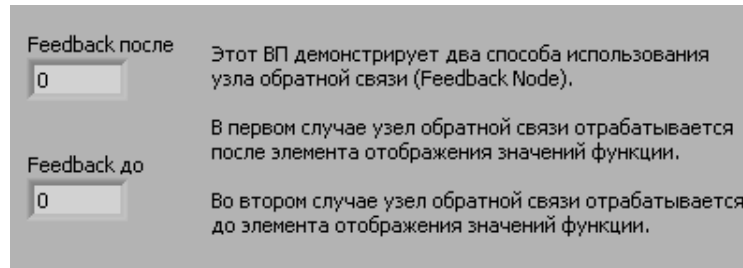 Feedback после
0
Feedback до
0
Этот ВП демонстрирует два способа использования
узла обратной связи (Feedback Node).
В первом случае узел обратной связи отрабатывается
после элемента отображения значений функции.
Во втором случае узел обратной связи отрабатывается
до элемента отображения значений функции.